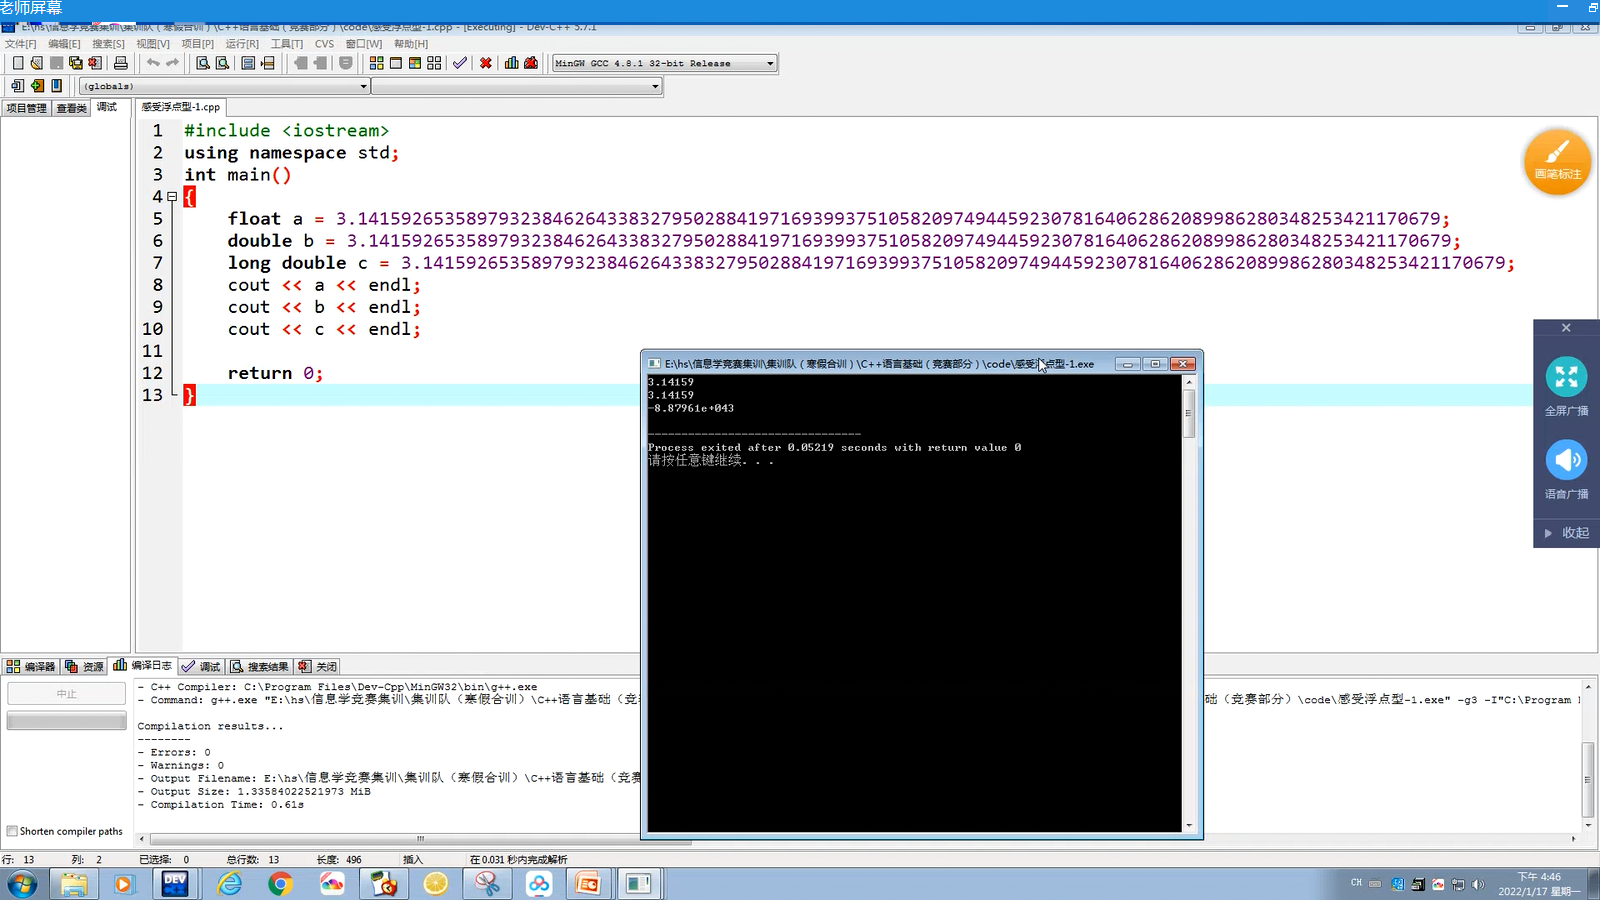 老师屏幕
E:\hs\信息学竞赛集训\集训队（寒假合训）\C++语言基础（竞赛部分）\code\感受浮点型-1.cpp - [Executing] - Dev-C++ 5.7.1
文件[F] 编辑[E] 搜索[S] 视图[V] 项目[P] 运行[R] 工具[T] CVS 窗口[W] 帮助[H]
MinGW GCC 4.8.1 32-bit Release
(globals)
项目管理 查看类 调试 感受浮点型-1.cpp
1 #include <iostream>
2 using namespace std;
3 int main()
4 {
5 float a = 3.1415926535897932384626433832795028841971693993751058209749445923078164062862089986280348253421170679;
6 double b = 3.1415926535897932384626433832795028841971693993751058209749445923078164062862089986280348253421170679;
7 long double c = 3.1415926535897932384626433832795028841971693993751058209749445923078164062862089986280348253421170679;
8 cout << a << endl;
9 cout << b << endl;
10 cout << c << endl;
11
12 return 0;
13 }
画笔标注
全屏广播
语音广播
收起
E:\hs\信息学竞赛集训\集训队（寒假合训）\C++语言基础（竞赛部分）\code\感受浮点型-1.exe
3.14159
3.14159
-8.87961e+043
--------------------------------
Process exited after 0.05219 seconds with return value 0
请按任意键继续. . .
编译器 资源 编译日志 调试 搜索结果 关闭
中止
Shorten compiler paths
- C++ Compiler: C:\Program Files\Dev-Cpp\MinGW32\bin\g++.exe
- Command: g++.exe "E:\hs\信息学竞赛集训\集训队（寒假合训）\C++语言基础（竞 础（竞赛部分）\code\感受浮点型-1.exe" -g3 -I"C:\Program
Compilation results...
--------
- Errors: 0
- Warnings: 0
- Output Filename: E:\hs\信息学竞赛集训\集训队（寒假合训）\C++语言基础（竞
- Output Size: 1.33584022521973 MiB
- Compilation Time: 0.61s
行: 13 列: 2 已选择: 0 总行数: 13 长度: 496 插入 在 0.031 秒内完成解析
DEV
CH
下午 4:46
2022/1/17 星期一